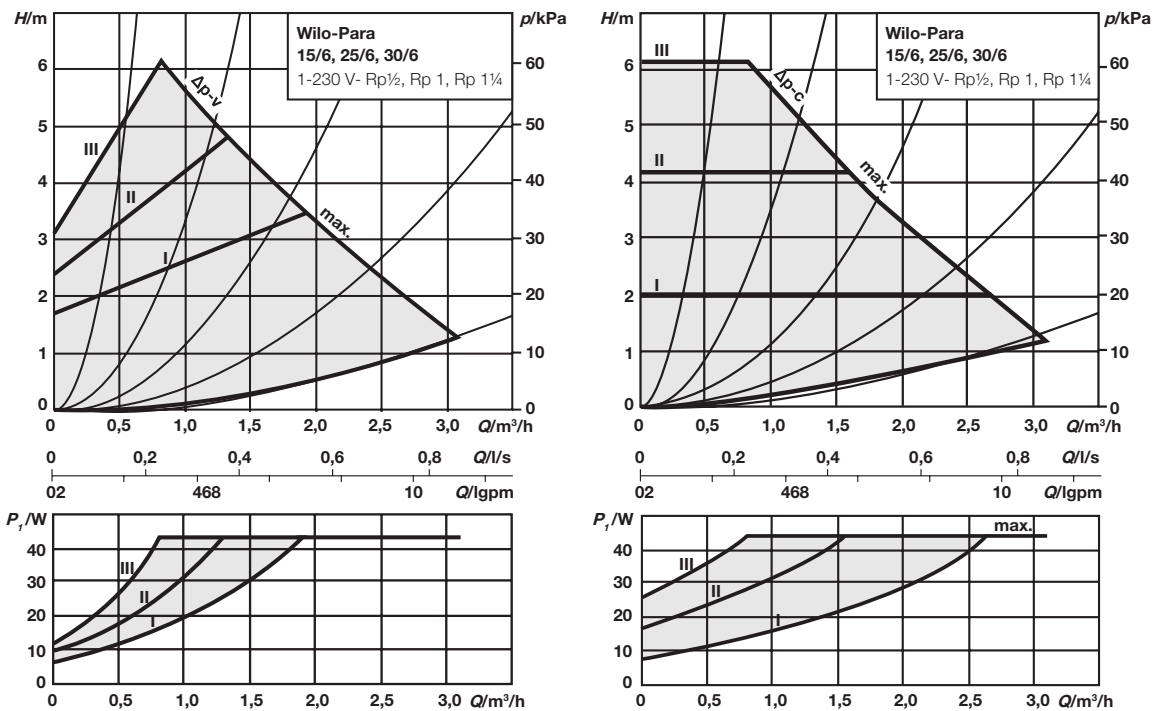 H/m
p/kPa
Wilo-Para
15/6, 25/6, 30/6
1~230 V- Rp½, Rp 1, Rp 1¼
6
5
4
3
2
1
0
60
50
40
30
20
10
0
Δp-v
III
II
I
max.
0 0,5 1,0 1,5 2,0 2,5 3,0 Q/m³/h
0 0,2 0,4 0,6 0,8 Q/l/s
02 468 10 Q/lgpm
P₁/W
40
30
20
10
0
III
II
I
0 0,5 1,0 1,5 2,0 2,5 3,0 Q/m³/h
H/m
p/kPa
Wilo-Para
15/6, 25/6, 30/6
1~230 V- Rp½, Rp 1, Rp 1¼
6
5
4
3
2
1
0
60
50
40
30
20
10
0
III
Δp-c
II
max.
I
0 0,5 1,0 1,5 2,0 2,5 3,0 Q/m³/h
0 0,2 0,4 0,6 0,8 Q/l/s
02 468 10 Q/lgpm
P₁/W
40
30
20
10
0
max.
III
II
I
0 0,5 1,0 1,5 2,0 2,5 3,0 Q/m³/h